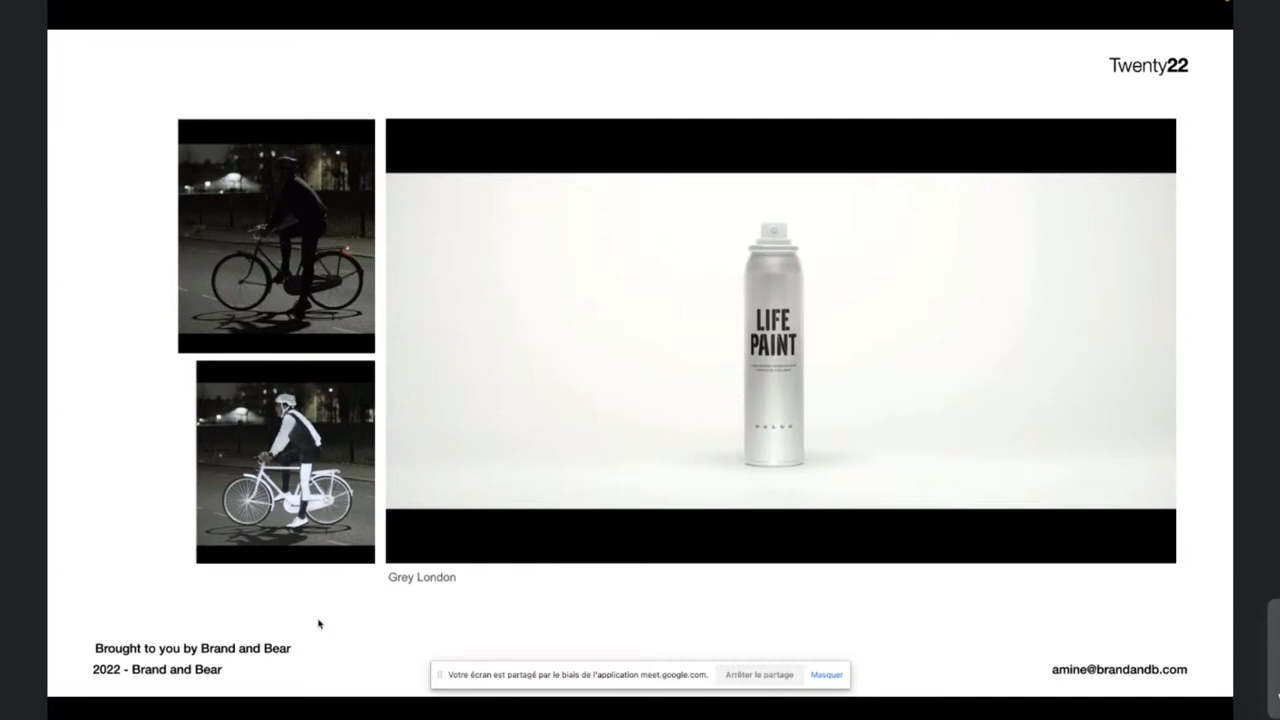 Twenty22
LIFE
PAINT
VOLVO
Grey London
Brought to you by Brand and Bear
2022 - Brand and Bear
Votre écran est partagé par le biais de l'application meet.google.com.
Arrêter le partage
Masquer
amine@brandandb.com